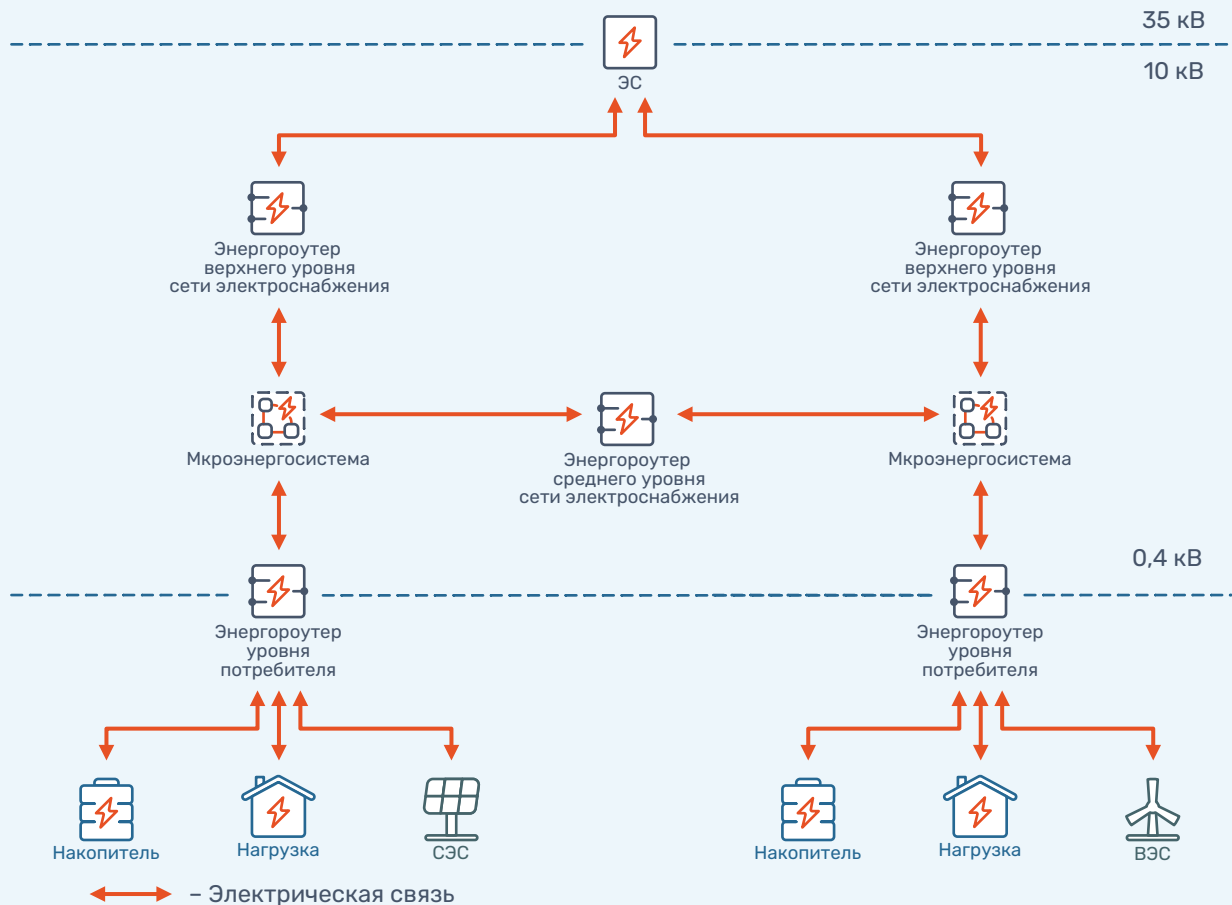 35 кВ
10 кВ
ЭС
Энергороутер
верхнего уровня
сети электроснабжения
Энергороутер
верхнего уровня
сети электроснабжения
Мкроэнергосистема
Энергороутер
среднего уровня
сети электроснабжения
Мкроэнергосистема
0,4 кВ
Энергороутер
уровня
потребителя
Энергороутер
уровня
потребителя
Накопитель
Нагрузка
СЭС
Накопитель
Нагрузка
ВЭС
– Электрическая связь